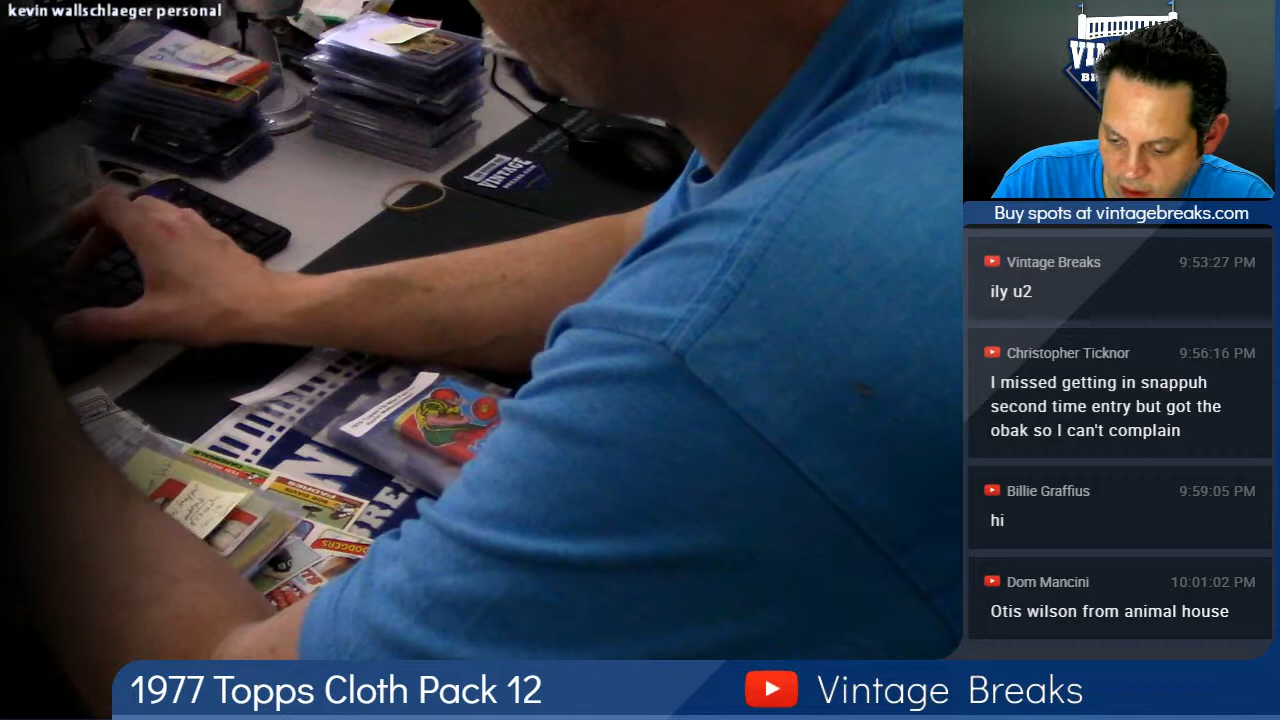 kevin wallschlaeger personal
VINTAGE
PADRES
DODGERS
Buy spots at vintagebreaks.com
Vintage Breaks 9:53:27 PM
ily u2
Christopher Ticknor 9:56:16 PM
I missed getting in snappuh
second time entry but got the
obak so I can't complain
Billie Graffius 9:59:05 PM
hi
Dom Mancini 10:01:02 PM
Otis wilson from animal house
1977 Topps Cloth Pack 12
Vintage Breaks